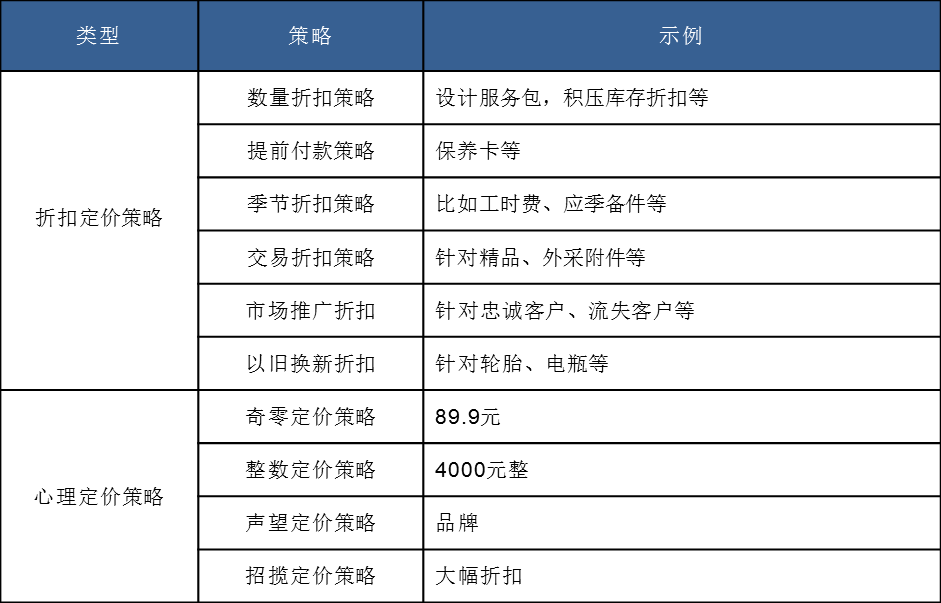 类型 策略 示例
折扣定价策略
数量折扣策略 设计服务包，积压库存折扣等
提前付款策略 保养卡等
季节折扣策略 比如工时费、应季备件等
交易折扣策略 针对精品、外采附件等
市场推广折扣 针对忠诚客户、流失客户等
以旧换新折扣 针对轮胎、电瓶等
心理定价策略
奇零定价策略 89.9元
整数定价策略 4000元整
声望定价策略 品牌
招揽定价策略 大幅折扣